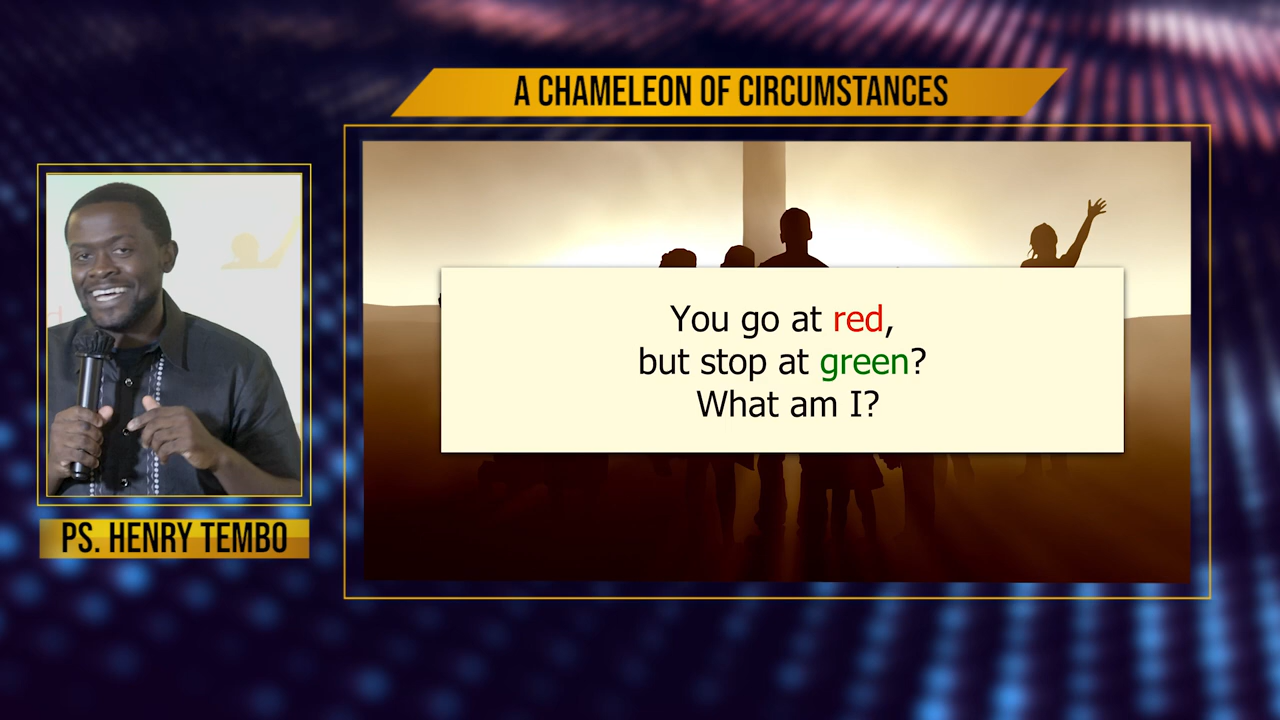 A CHAMELEON OF CIRCUMSTANCES
You go at red,
but stop at green?
What am I?
PS. HENRY TEMBO